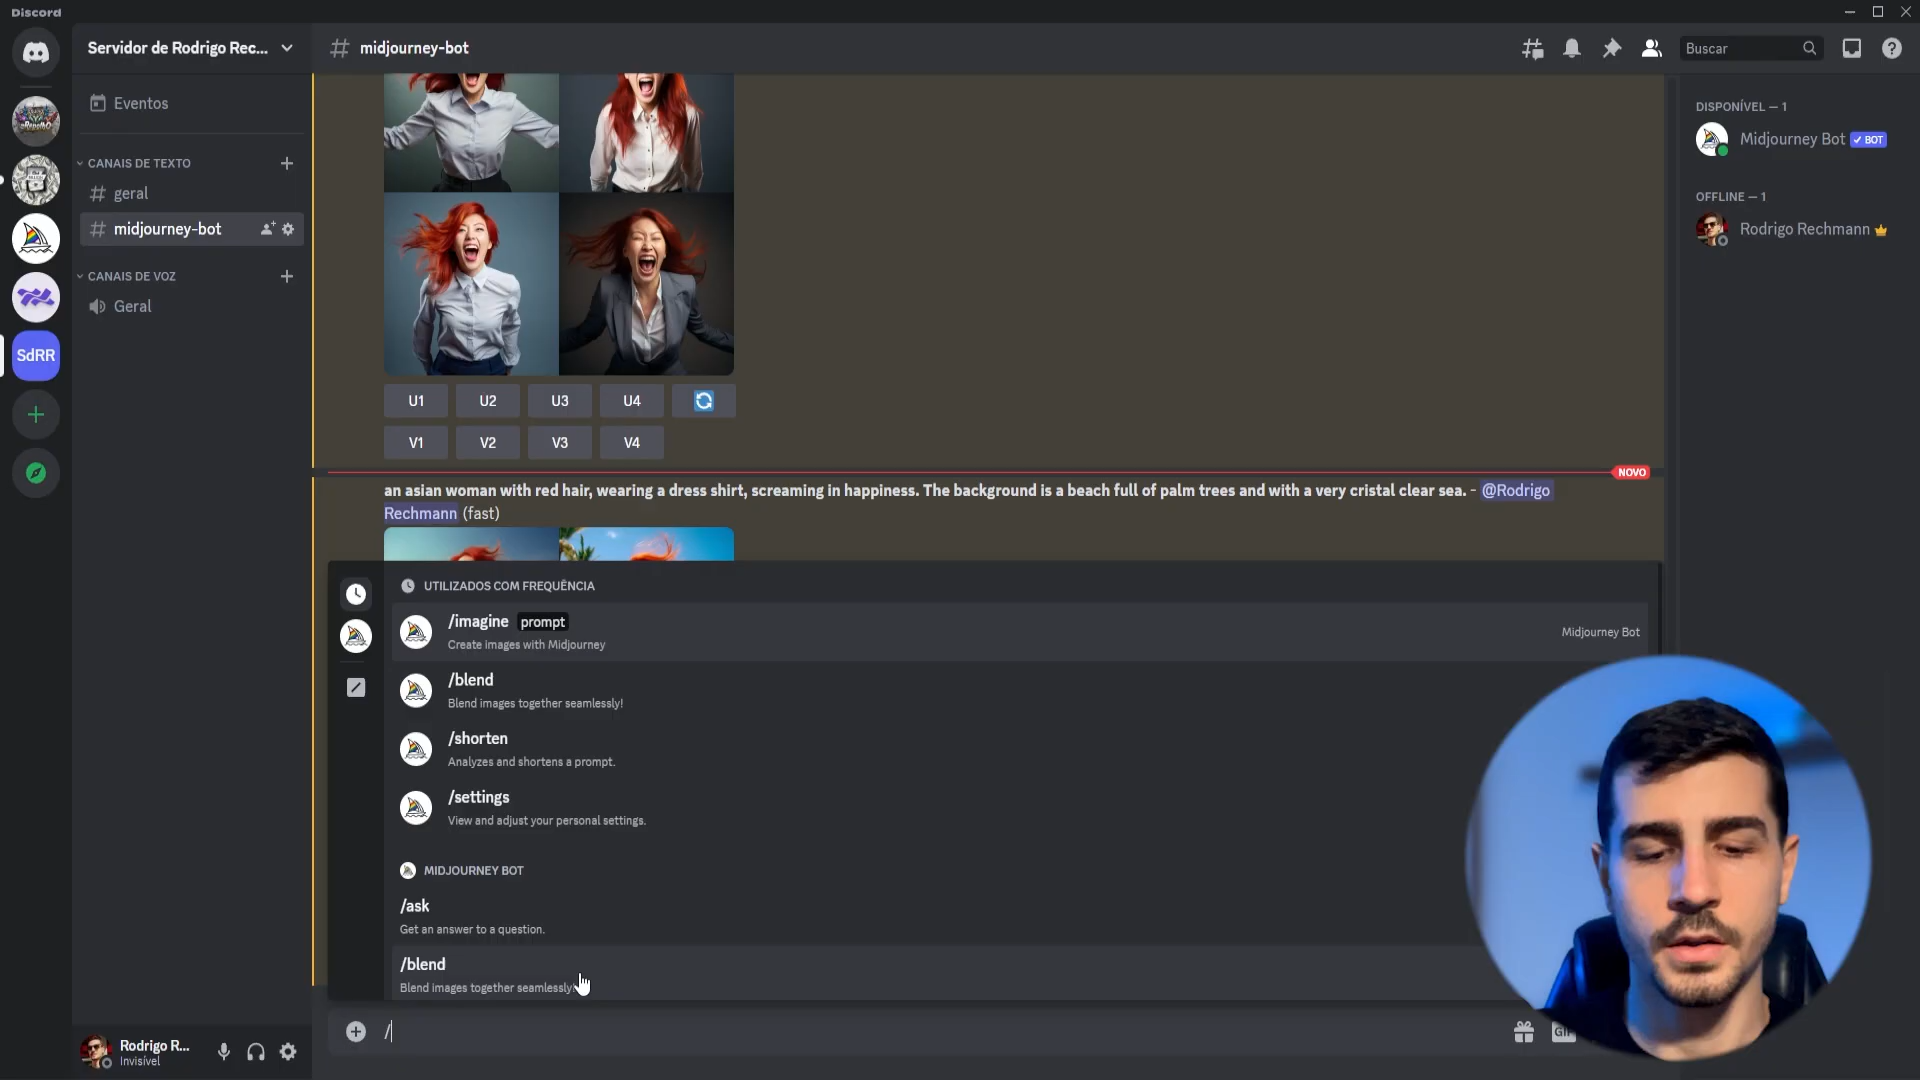 Discord
Servidor de Rodrigo Rec...
midjourney-bot
Buscar
Eventos
CANAIS DE TEXTO
geral
midjourney-bot
CANAIS DE VOZ
Geral
SdRR
DISPONÍVEL — 1
Midjourney Bot BOT
OFFLINE — 1
Rodrigo Rechmann
U1 U2 U3 U4
V1 V2 V3 V4
NOVO
an asian woman with red hair, wearing a dress shirt, screaming in happiness. The background is a beach full of palm trees and with a very cristal clear sea. - @Rodrigo
Rechmann (fast)
UTILIZADOS COM FREQUÊNCIA
/imagine prompt
Create images with Midjourney
Midjourney Bot
/blend
Blend images together seamlessly!
/shorten
Analyzes and shortens a prompt.
/settings
View and adjust your personal settings.
MIDJOURNEY BOT
/ask
Get an answer to a question.
/blend
Blend images together seamlessly!
/
GIF
Rodrigo R...
Invisível